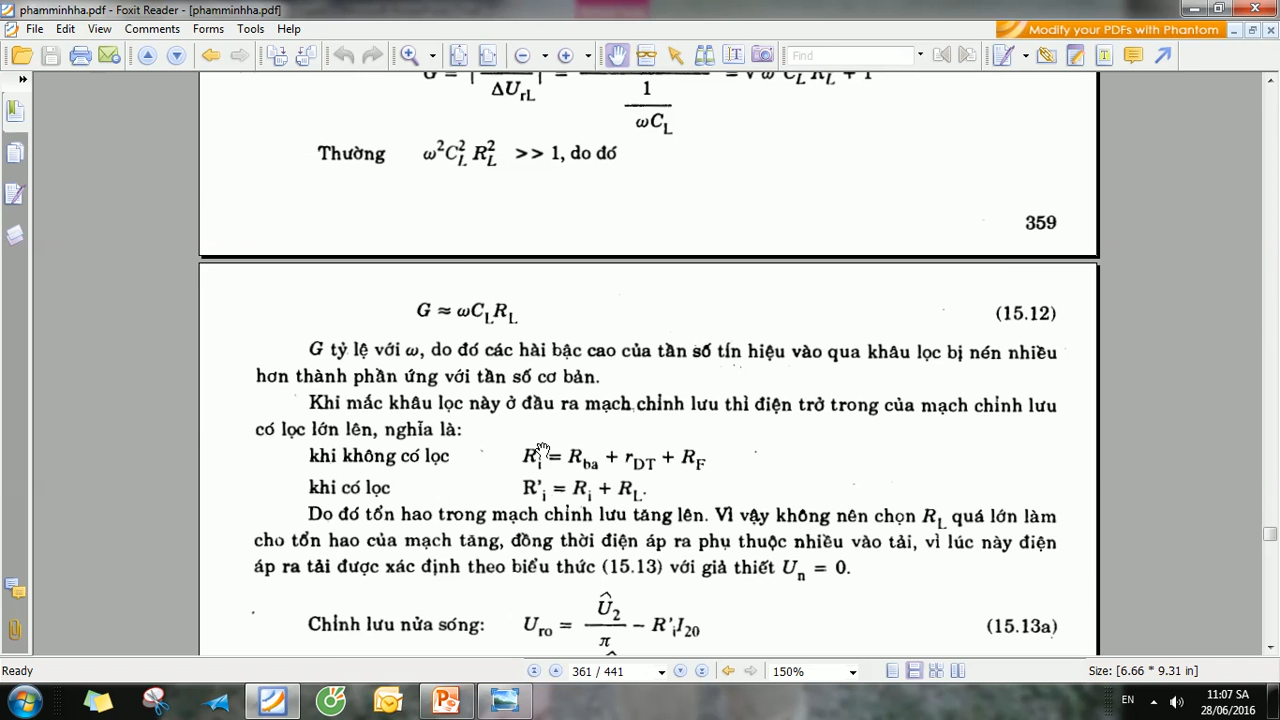 phamminhha.pdf - Foxit Reader - [phamminhha.pdf]
File Edit View Comments Forms Tools Help
Modify your PDFs with Phantom
Find
G = | / ΔU_rL | = 1 / ωC_L = √ω C_L R_L + 1
Thường ω²C_L² R_L² >> 1, do đó
359
G ≈ ωC_LR_L (15.12)
G tỷ lệ với ω, do đó các hài bậc cao của tần số tín hiệu vào qua khâu lọc bị nén nhiều
hơn thành phần ứng với tần số cơ bản.
Khi mắc khâu lọc này ở đầu ra mạch chỉnh lưu thì điện trở trong của mạch chỉnh lưu
có lọc lớn lên, nghĩa là:
khi không có lọc R_i = R_ba + r_DT + R_F
khi có lọc R'_i = R_i + R_L.
Do đó tổn hao trong mạch chỉnh lưu tăng lên. Vì vậy không nên chọn R_L quá lớn làm
cho tổn hao của mạch tăng, đồng thời điện áp ra phụ thuộc nhiều vào tải, vì lúc này điện
áp ra tải được xác định theo biểu thức (15.13) với giả thiết U_n = 0.
Chỉnh lưu nửa sóng: U_ro = Û_2 / π − R'_iI_20 (15.13a)
Ready
361 / 441
150%
Size: [6.66 * 9.31 in]
EN
11:07 SA
28/06/2016